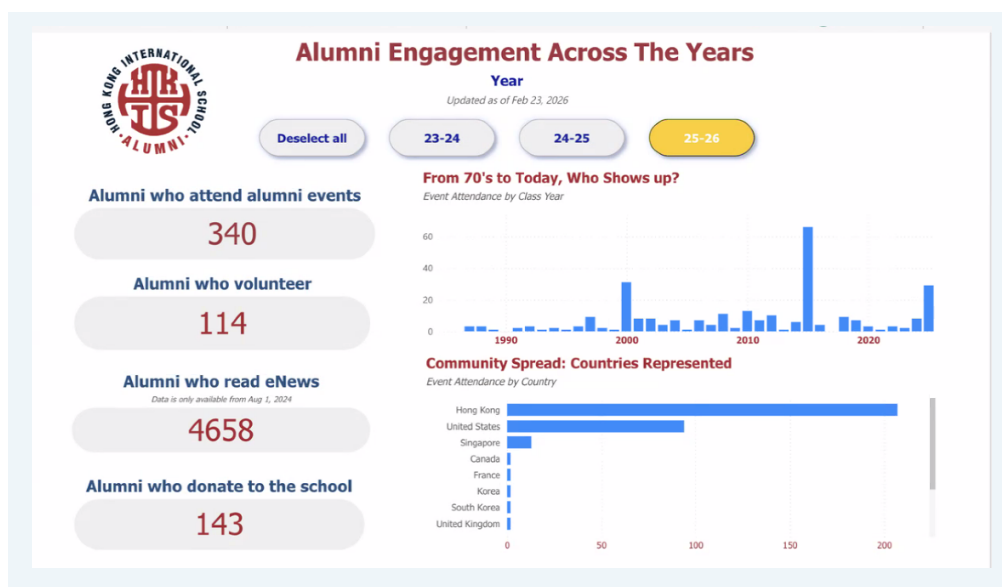 Alumni Engagement Across The Years
HONG KONG INTERNATIONAL SCHOOL
HKIS
•ALUMNI•
Year
Updated as of Feb 23, 2026
Deselect all
23-24
24-25
25-26
Alumni who attend alumni events
340
Alumni who volunteer
114
Alumni who read eNews
Data is only available from Aug 1, 2024
4658
Alumni who donate to the school
143
From 70's to Today, Who Shows up?
Event Attendance by Class Year
60
40
20
0
1990 2000 2010 2020
Community Spread: Countries Represented
Event Attendance by Country
Hong Kong
United States
Singapore
Canada
France
Korea
South Korea
United Kingdom
0 50 100 150 200